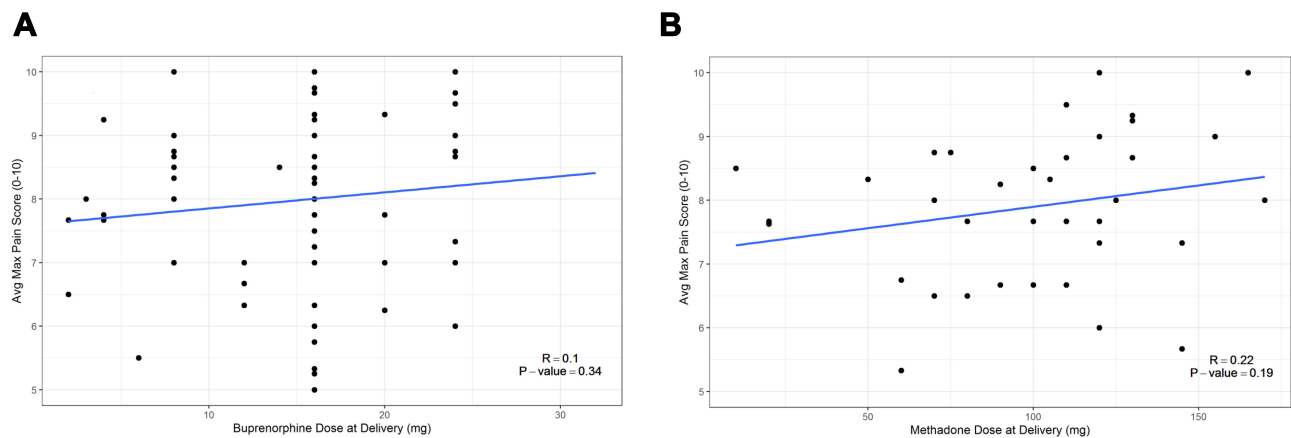 A
Avg Max Pain Score (0-10)
10
9
8
7
6
5
R = 0.1
P − value = 0.34
10
20
30
Buprenorphine Dose at Delivery (mg)
B
Avg Max Pain Score (0-10)
10
9
8
7
6
5
R = 0.22
P − value = 0.19
50
100
150
Methadone Dose at Delivery (mg)